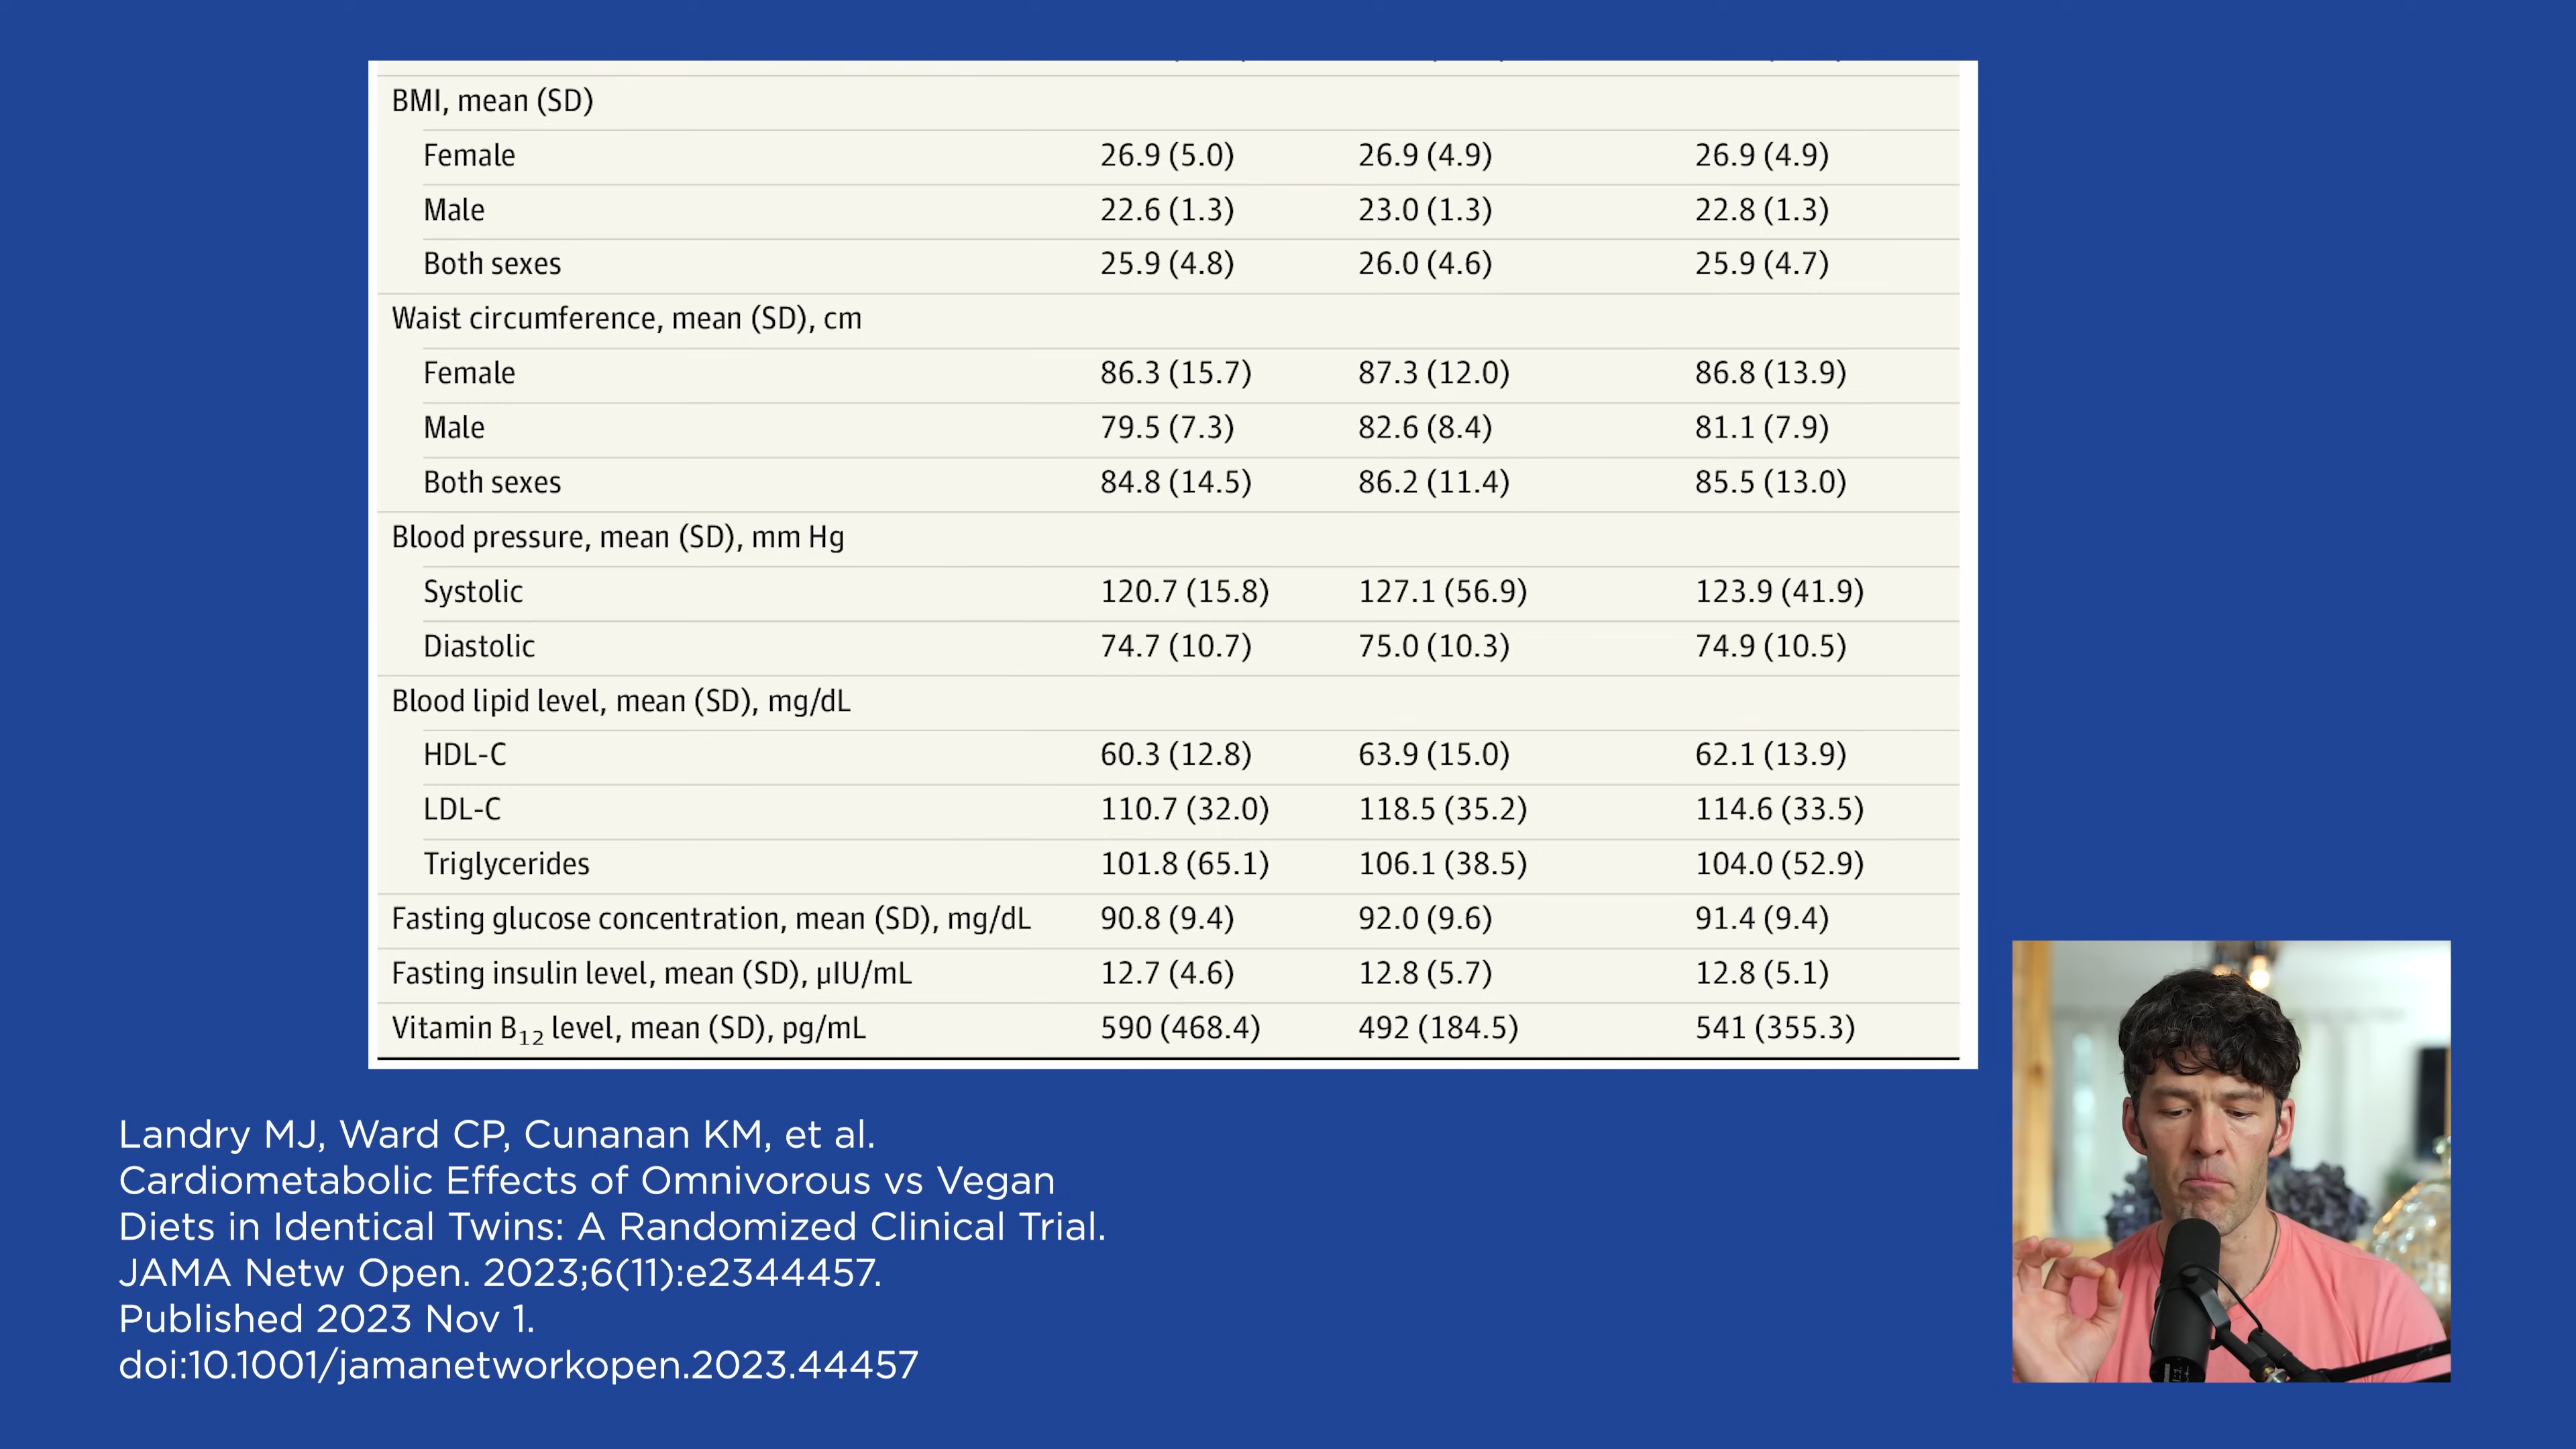 BMI, mean (SD)
Female 26.9 (5.0) 26.9 (4.9) 26.9 (4.9)
Male 22.6 (1.3) 23.0 (1.3) 22.8 (1.3)
Both sexes 25.9 (4.8) 26.0 (4.6) 25.9 (4.7)
Waist circumference, mean (SD), cm
Female 86.3 (15.7) 87.3 (12.0) 86.8 (13.9)
Male 79.5 (7.3) 82.6 (8.4) 81.1 (7.9)
Both sexes 84.8 (14.5) 86.2 (11.4) 85.5 (13.0)
Blood pressure, mean (SD), mm Hg
Systolic 120.7 (15.8) 127.1 (56.9) 123.9 (41.9)
Diastolic 74.7 (10.7) 75.0 (10.3) 74.9 (10.5)
Blood lipid level, mean (SD), mg/dL
HDL-C 60.3 (12.8) 63.9 (15.0) 62.1 (13.9)
LDL-C 110.7 (32.0) 118.5 (35.2) 114.6 (33.5)
Triglycerides 101.8 (65.1) 106.1 (38.5) 104.0 (52.9)
Fasting glucose concentration, mean (SD), mg/dL 90.8 (9.4) 92.0 (9.6) 91.4 (9.4)
Fasting insulin level, mean (SD), μIU/mL 12.7 (4.6) 12.8 (5.7) 12.8 (5.1)
Vitamin B₁₂ level, mean (SD), pg/mL 590 (468.4) 492 (184.5) 541 (355.3)
Landry MJ, Ward CP, Cunanan KM, et al.
Cardiometabolic Effects of Omnivorous vs Vegan
Diets in Identical Twins: A Randomized Clinical Trial.
JAMA Netw Open. 2023;6(11):e2344457.
Published 2023 Nov 1.
doi:10.1001/jamanetworkopen.2023.44457